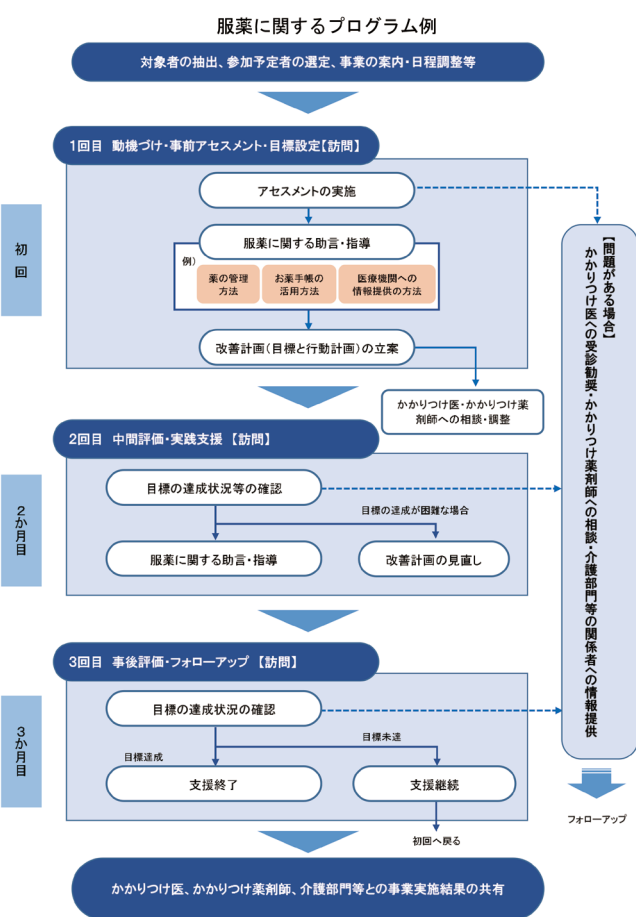 服薬に関するプログラム例
対象者の抽出、参加予定者の選定、事業の案内・日程調整等
1回目 動機づけ・事前アセスメント・目標設定【訪問】
初回
アセスメントの実施
服薬に関する助言・指導
例)
薬の管理
方法
お薬手帳の
活用方法
医療機関への
情報提供の方法
改善計画(目標と行動計画)の立案
かかりつけ医・かかりつけ薬
剤師への相談・調整
2回目 中間評価・実践支援 【訪問】
2か月目
目標の達成状況等の確認
目標の達成が困難な場合
服薬に関する助言・指導
改善計画の見直し
3回目 事後評価・フォローアップ 【訪問】
3か月目
目標の達成状況の確認
目標達成
目標未達
支援終了
支援継続
初回へ戻る
【問題がある場合】
かかりつけ医への受診勧奨・かかりつけ薬剤師への相談・介護部門等の関係者への情報提供
フォローアップ
かかりつけ医、かかりつけ薬剤師、介護部門等との事業実施結果の共有